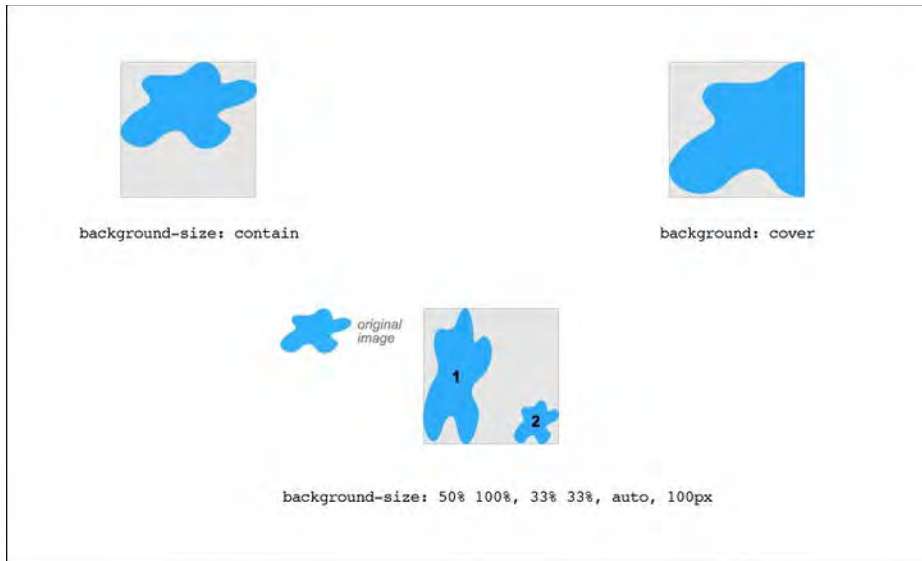 background-size: contain
background: cover
original
image
1
2
background-size: 50% 100%, 33% 33%, auto, 100px